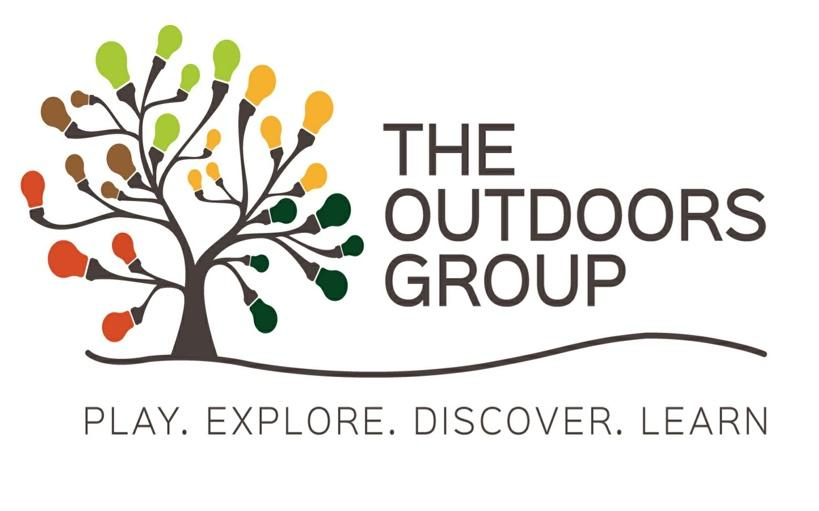 THE
OUTDOORS
GROUP
PLAY. EXPLORE. DISCOVER. LEARN